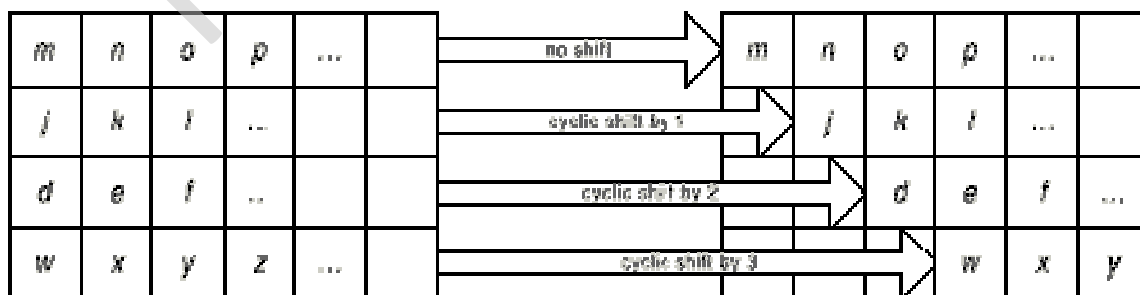 m n o p ... no shift m n o p ...
j k l ... cyclic shift by 1 j k l ...
d e f ... cyclic shift by 2 d e f ...
w x y z ... cyclic shift by 3 w x y